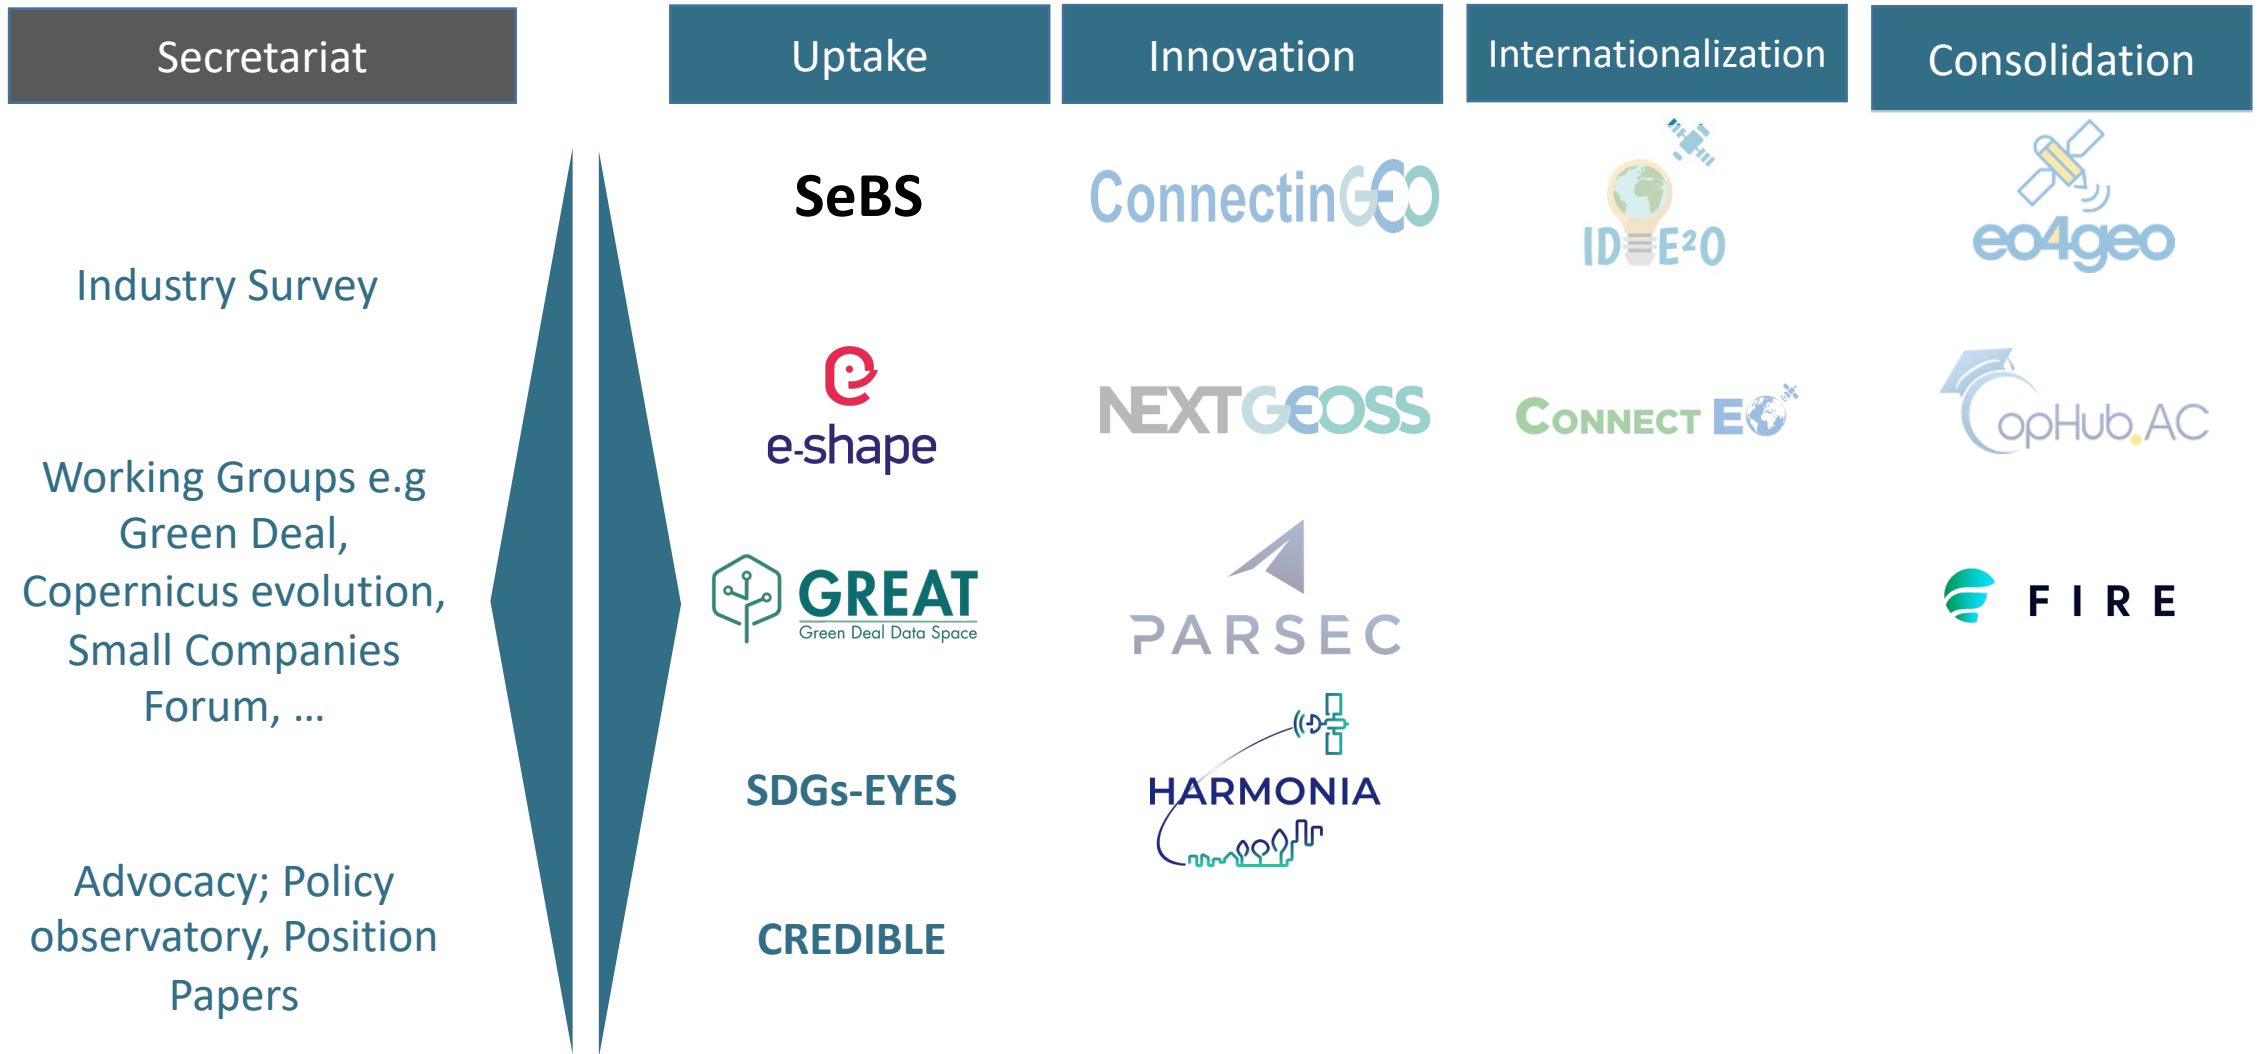 Secretariat
Uptake
Innovation
Internationalization
Consolidation
Industry Survey
Working Groups e.g
Green Deal,
Copernicus evolution,
Small Companies
Forum, ...
Advocacy; Policy
observatory, Position
Papers
SeBS
e-shape
GREAT
Green Deal Data Space
SDGs-EYES
CREDIBLE
ConnectinGEO
NEXTGEOSS
PARSEC
HARMONIA
IDEE²O
CONNECT EO
eo4geo
CopHub.AC
FIRE